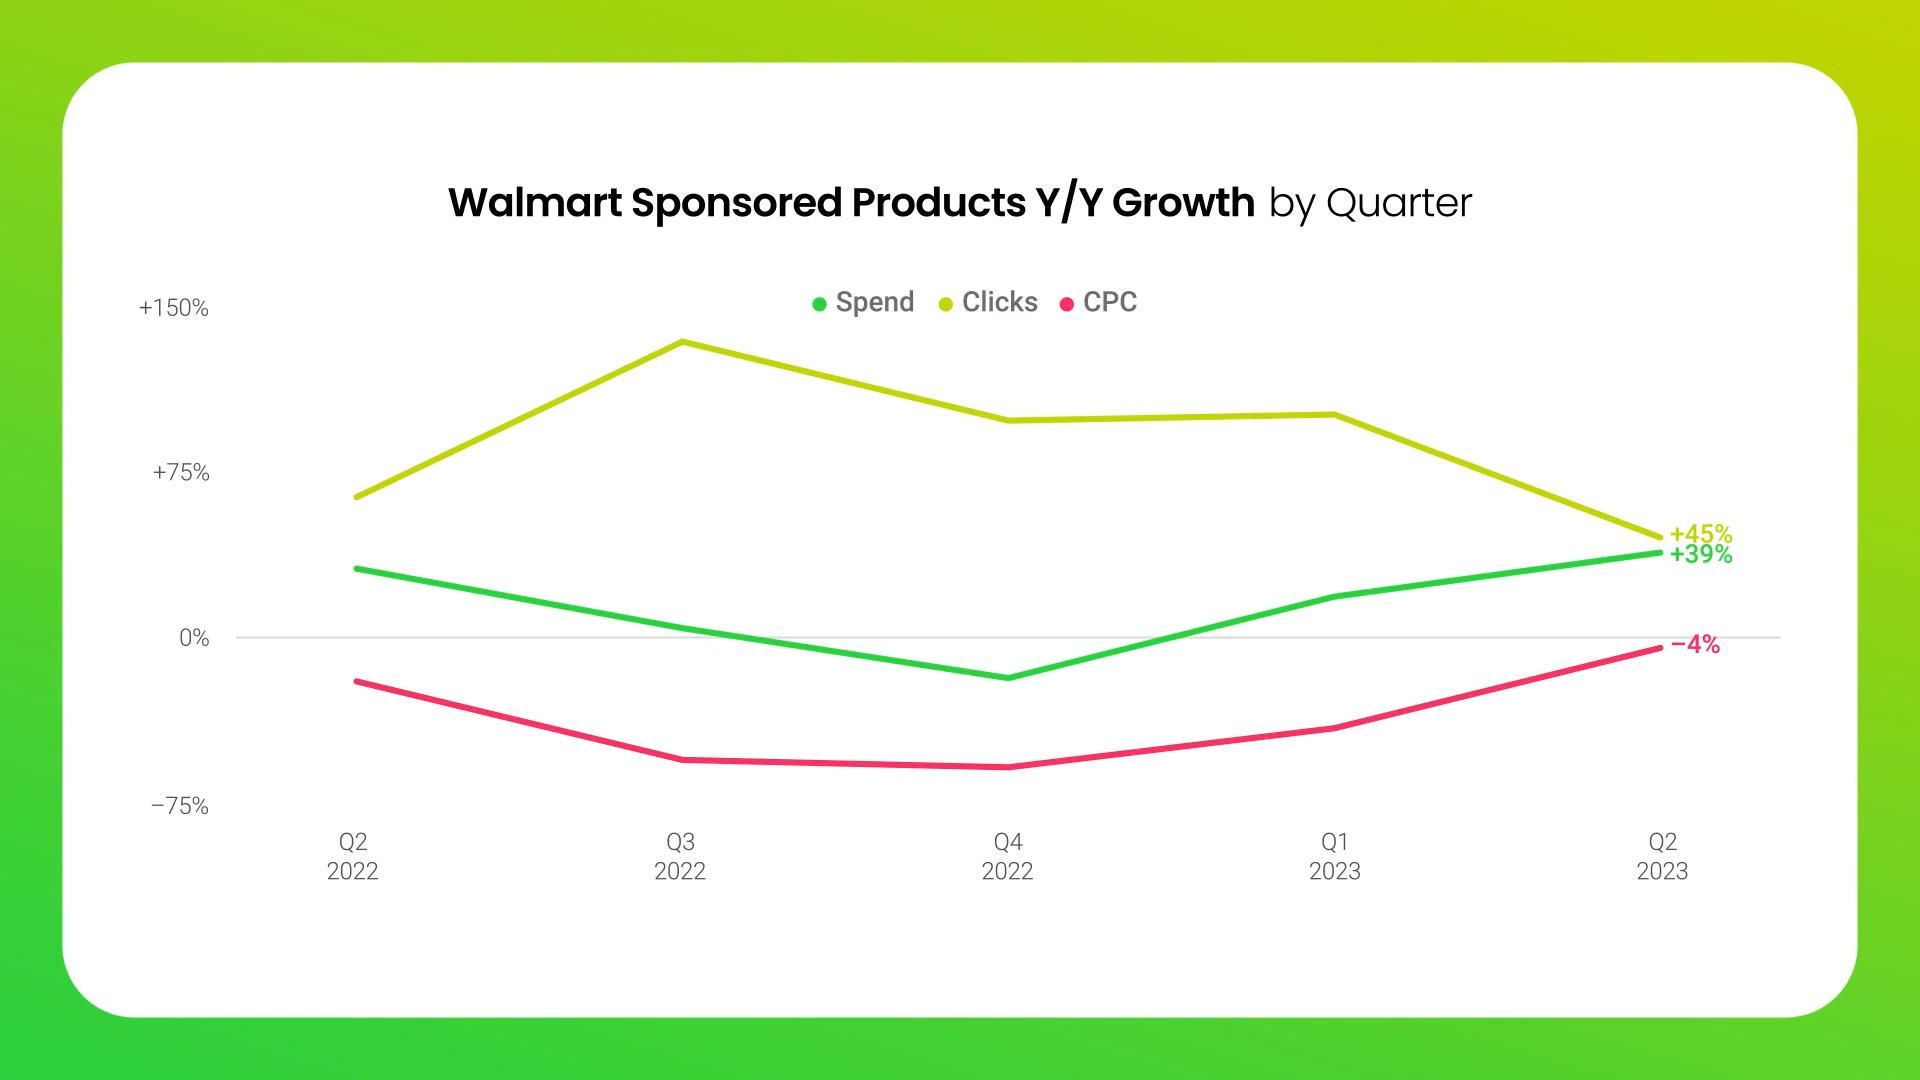 Walmart Sponsored Products Y/Y Growth by Quarter
Spend Clicks CPC
+150%
+75%
0%
−75%
+45%
+39%
−4%
Q2 Q3 Q4 Q1 Q2
2022 2022 2022 2023 2023